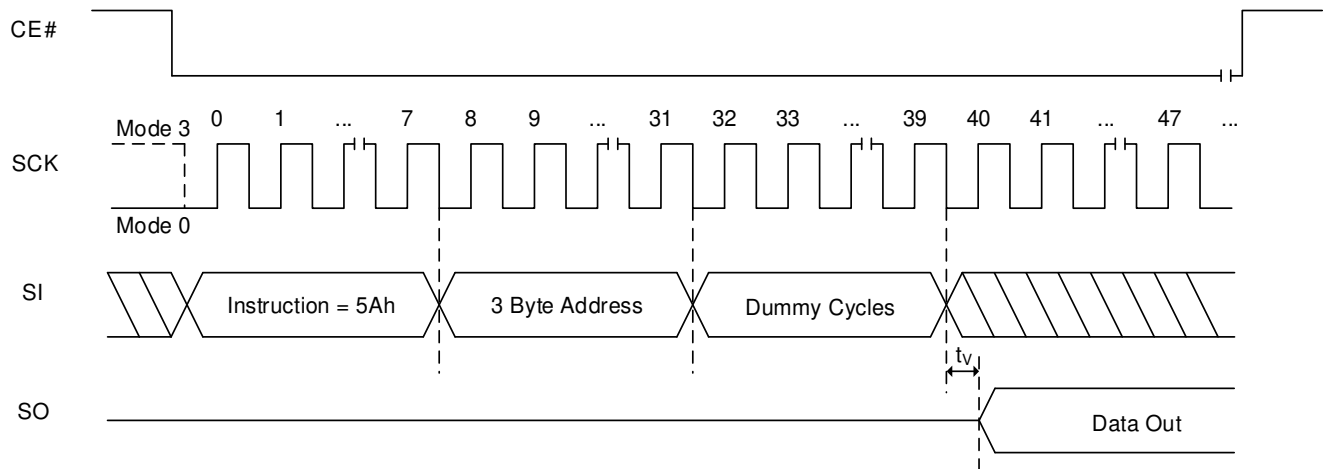 CE#
0 1 ... 7 8 9 ... 31 32 33 ... 39 40 41 ... 47 ...
Mode 3
SCK
Mode 0
SI
Instruction = 5Ah
3 Byte Address
Dummy Cycles
tV
SO
Data Out